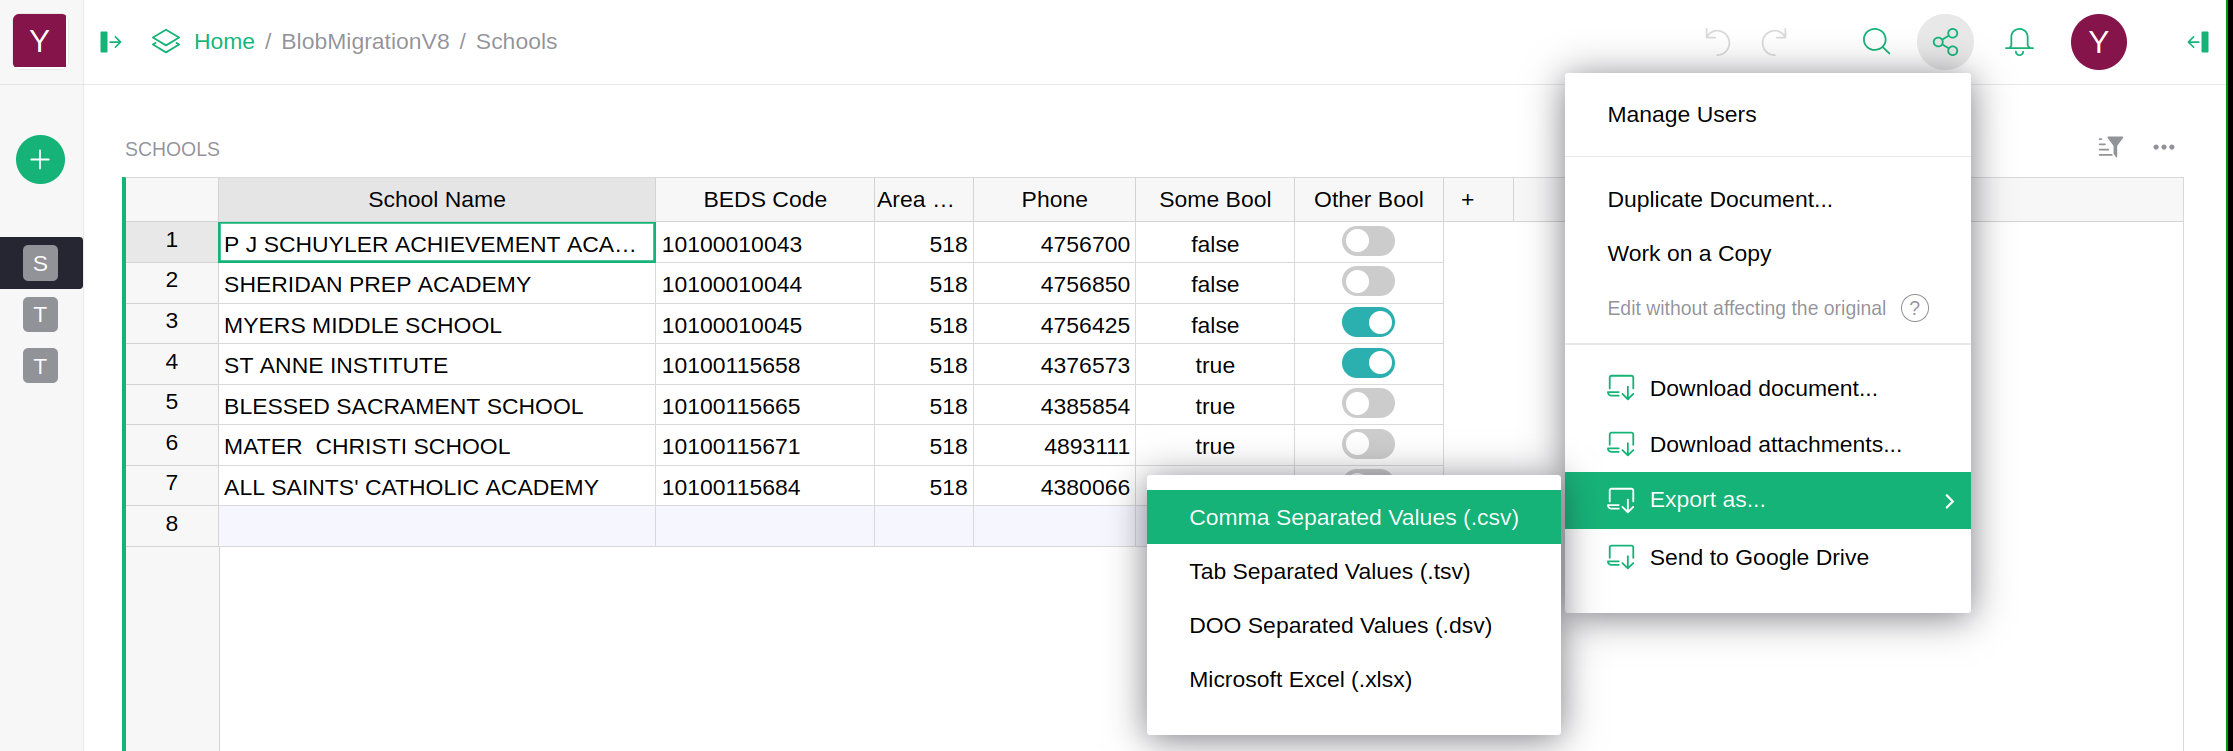 Y
Home / BlobMigrationV8 / Schools
Y
Manage Users
Duplicate Document...
Work on a Copy
Edit without affecting the original ?
Download document...
Download attachments...
Export as...
Send to Google Drive
Comma Separated Values (.csv)
Tab Separated Values (.tsv)
DOO Separated Values (.dsv)
Microsoft Excel (.xlsx)
S
T
T
SCHOOLS
School Name BEDS Code Area … Phone Some Bool Other Bool +
1 P J SCHUYLER ACHIEVEMENT ACA… 10100010043 518 4756700 false
2 SHERIDAN PREP ACADEMY 10100010044 518 4756850 false
3 MYERS MIDDLE SCHOOL 10100010045 518 4756425 false
4 ST ANNE INSTITUTE 10100115658 518 4376573 true
5 BLESSED SACRAMENT SCHOOL 10100115665 518 4385854 true
6 MATER  CHRISTI SCHOOL 10100115671 518 4893111 true
7 ALL SAINTS' CATHOLIC ACADEMY 10100115684 518 4380066
8